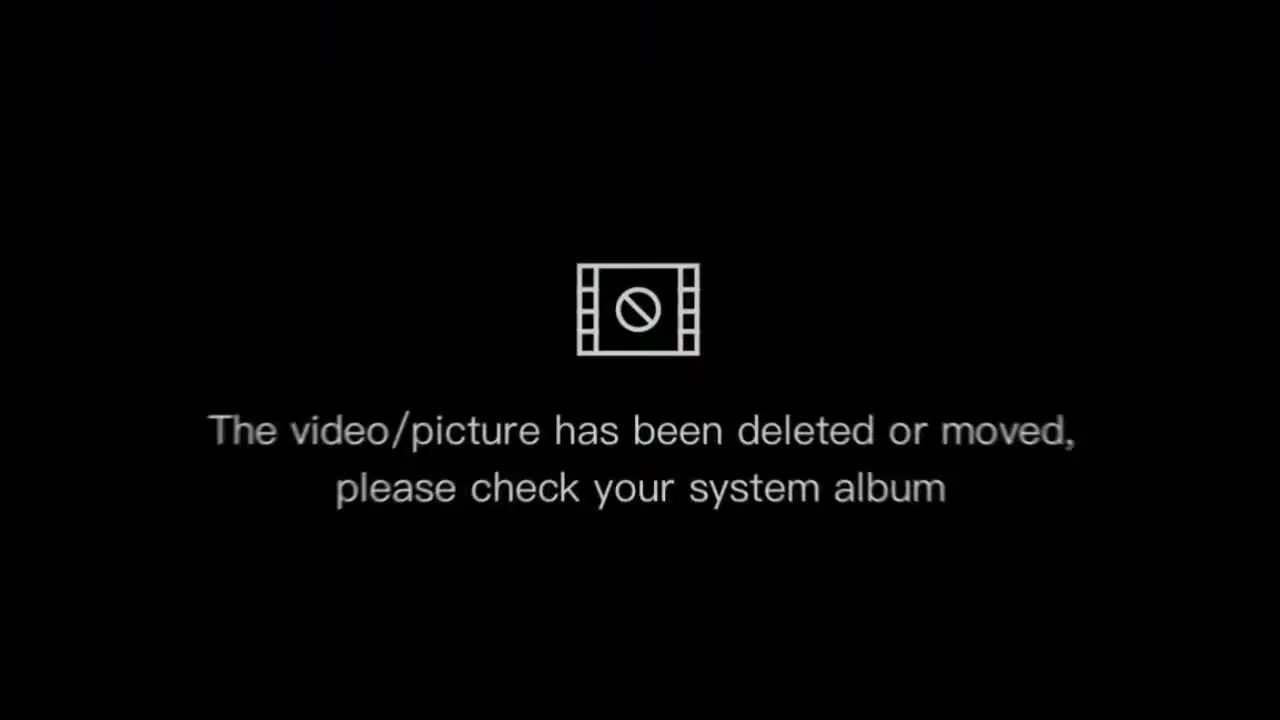 The video/picture has been deleted or moved,
please check your system album